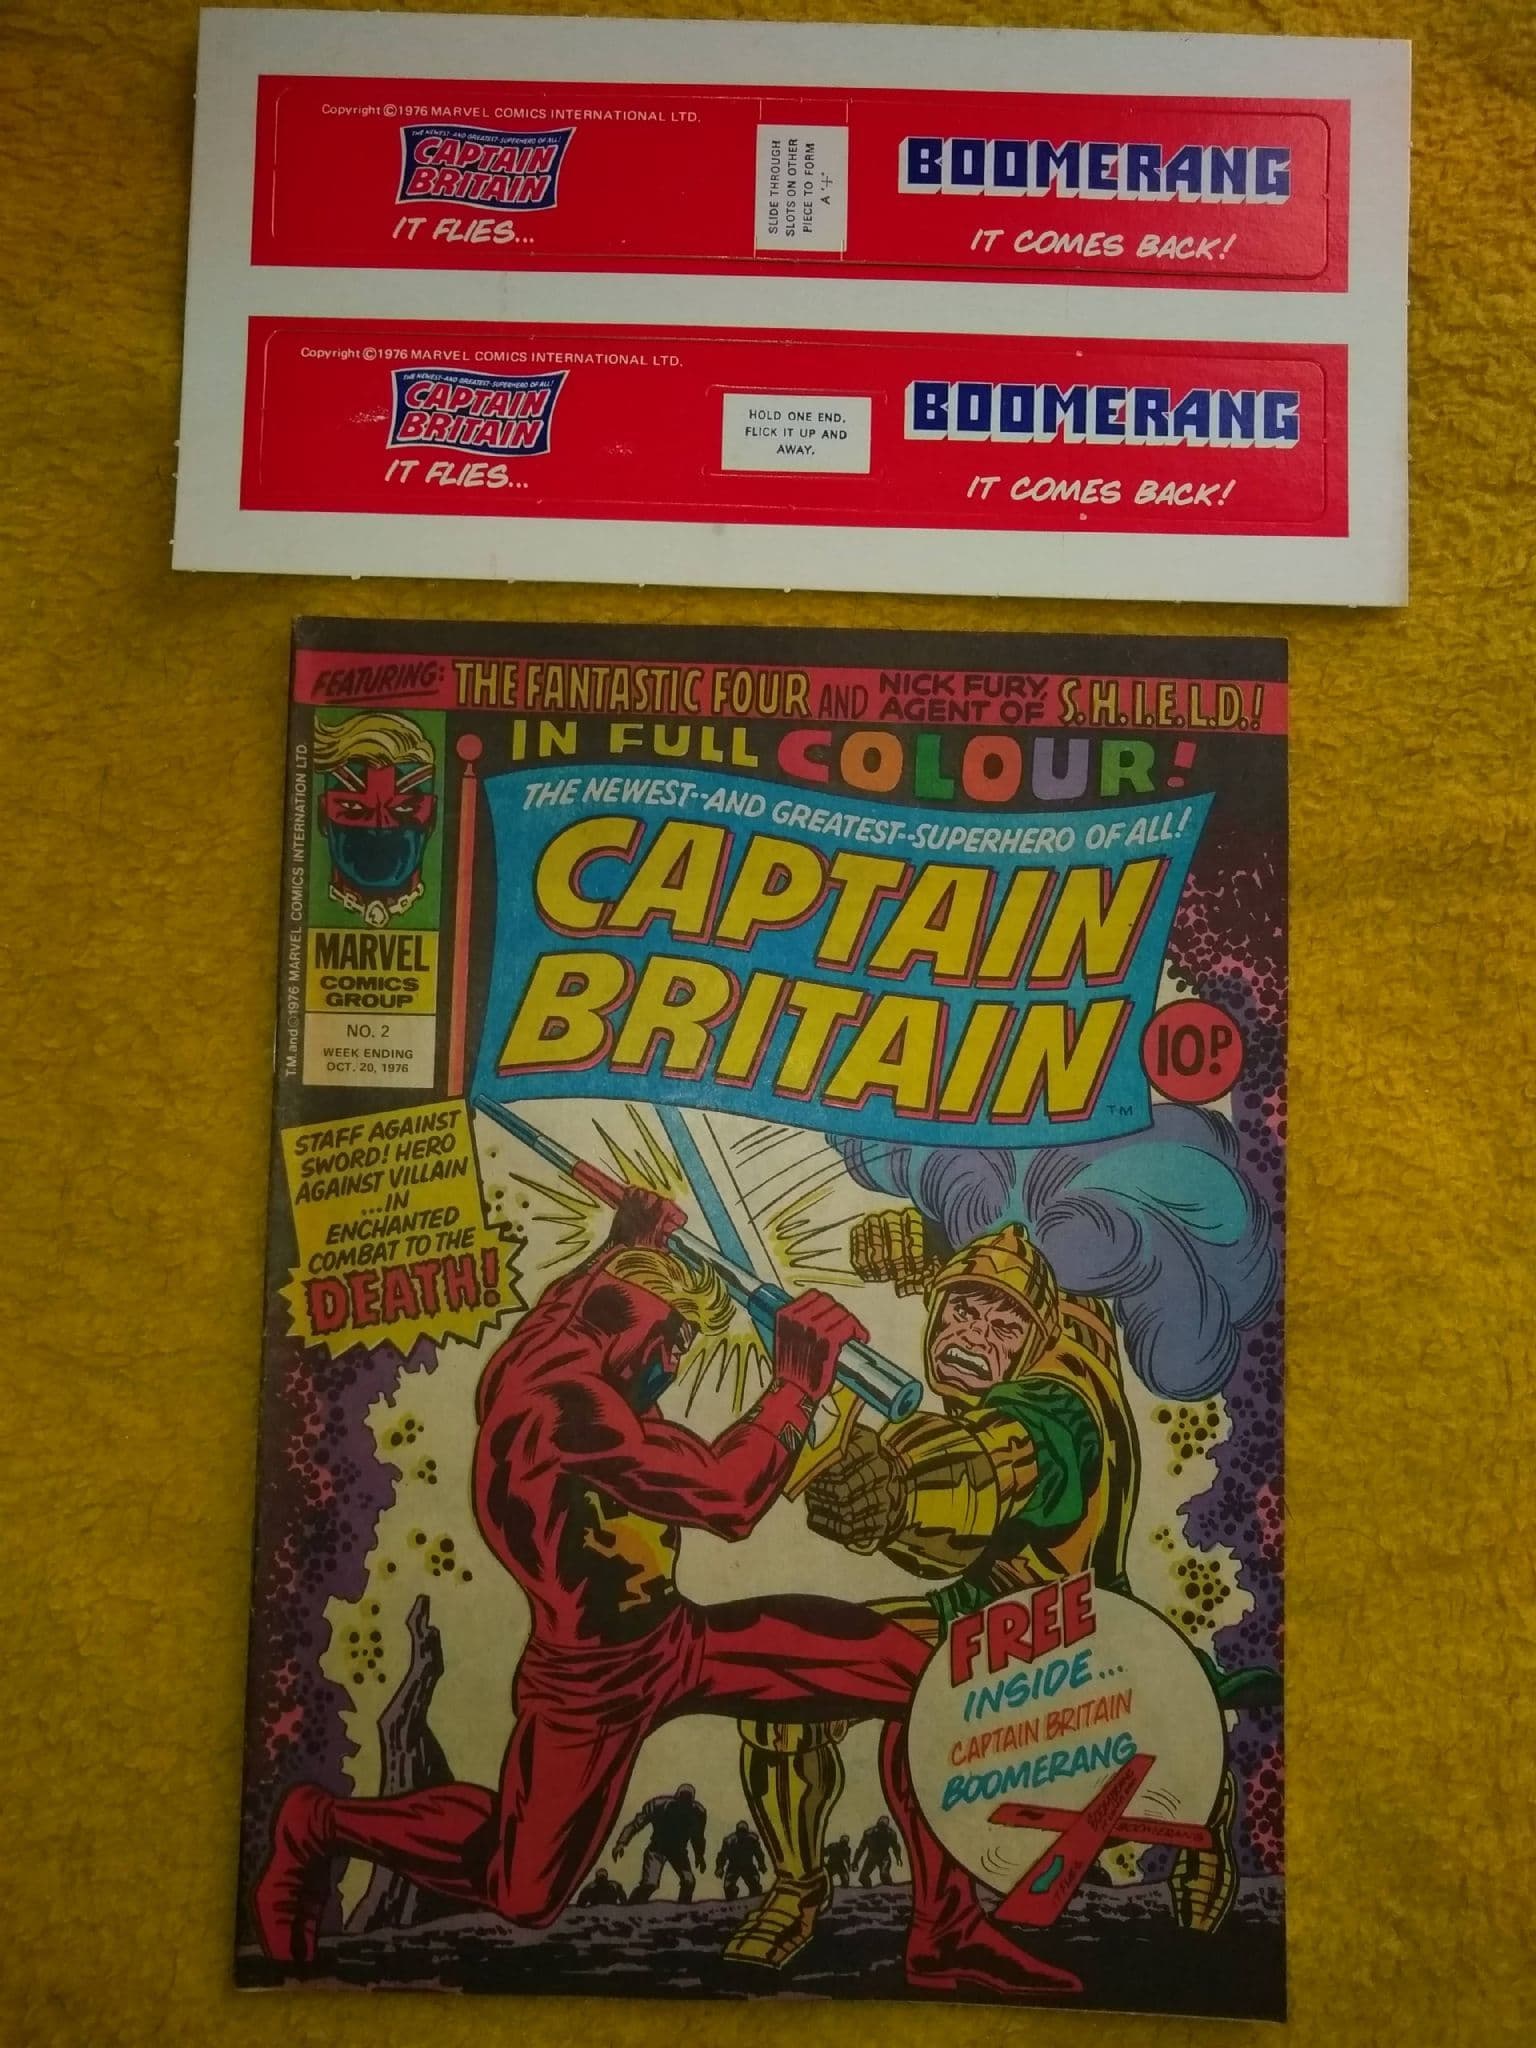 Copyright ©1976 MARVEL COMICS INTERNATIONAL LTD.
THE NEWEST--AND GREATEST--SUPERHERO OF ALL!
CAPTAIN
BRITAIN
IT FLIES...
SLIDE THROUGH
SLOTS ON OTHER
PIECE TO FORM
A '+'
BOOMERANG
IT COMES BACK!
Copyright ©1976 MARVEL COMICS INTERNATIONAL LTD.
THE NEWEST--AND GREATEST--SUPERHERO OF ALL!
CAPTAIN
BRITAIN
IT FLIES...
HOLD ONE END,
FLICK IT UP AND
AWAY.
BOOMERANG
IT COMES BACK!
FEATURING: THE FANTASTIC FOUR AND NICK FURY, AGENT OF S.H.I.E.L.D.!
IN FULL COLOUR!
THE NEWEST--AND GREATEST--SUPERHERO OF ALL!
CAPTAIN
BRITAIN
TM
10P
T.M. and ©1976 MARVEL COMICS INTERNATIONAL LTD.
MARVEL
COMICS
GROUP
NO. 2
WEEK ENDING
OCT. 20, 1976
STAFF AGAINST
SWORD! HERO
AGAINST VILLAIN
...IN
ENCHANTED
COMBAT TO THE
DEATH!
FREE
INSIDE...
CAPTAIN BRITAIN
BOOMERANG
BOOMERANG